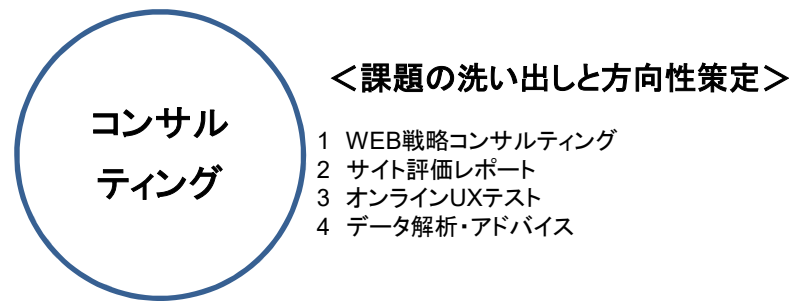 コンサル
ティング
＜課題の洗い出しと方向性策定＞
1 WEB戦略コンサルティング
2 サイト評価レポート
3 オンラインUXテスト
4 データ解析・アドバイス